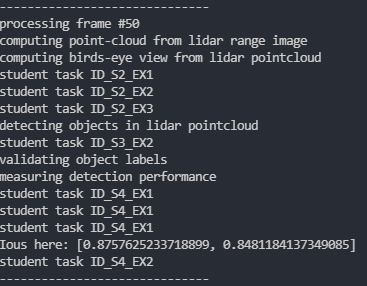 ------------------------------
processing frame #50
computing point-cloud from lidar range image
computing birds-eye view from lidar pointcloud
student task ID_S2_EX1
student task ID_S2_EX2
student task ID_S2_EX3
detecting objects in lidar pointcloud
student task ID_S3_EX2
validating object labels
measuring detection performance
student task ID_S4_EX1
student task ID_S4_EX1
student task ID_S4_EX1
Ious here: [0.8757625233718899, 0.8481184137349085]
student task ID_S4_EX2
------------------------------